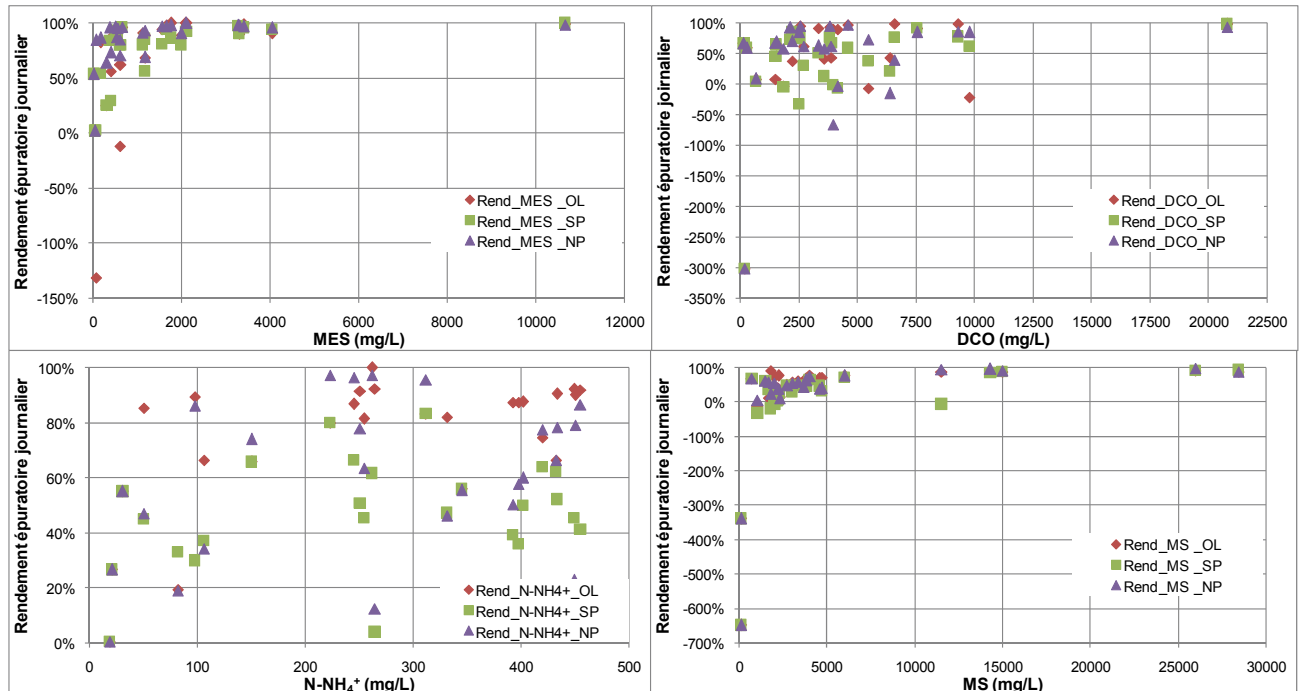 Rendement épuratoire journalier
100%
50%
0%
-50%
-100%
-150%
Rend_MES _OL
Rend_MES _SP
Rend_MES _NP
0 2000 4000 6000 8000 10000 12000
MES (mg/L)
Rendement épuratoire joirnalier
100%
50%
0%
-50%
-100%
-150%
-200%
-250%
-300%
-350%
Rend_DCO_OL
Rend_DCO_SP
Rend_DCO_NP
0 2500 5000 7500 10000 12500 15000 17500 20000 22500
DCO (mg/L)
Rendement épuratoire journalier
100%
80%
60%
40%
20%
0%
Rend_N-NH4+_OL
Rend_N-NH4+_SP
Rend_N-NH4+_NP
0 100 200 300 400 500
N-NH₄⁺ (mg/L)
Rendement épuratoire journalier
100%
0%
-100%
-200%
-300%
-400%
-500%
-600%
-700%
Rend_MS _OL
Rend_MS _SP
Rend_MS _NP
0 5000 10000 15000 20000 25000 30000
MS (mg/L)